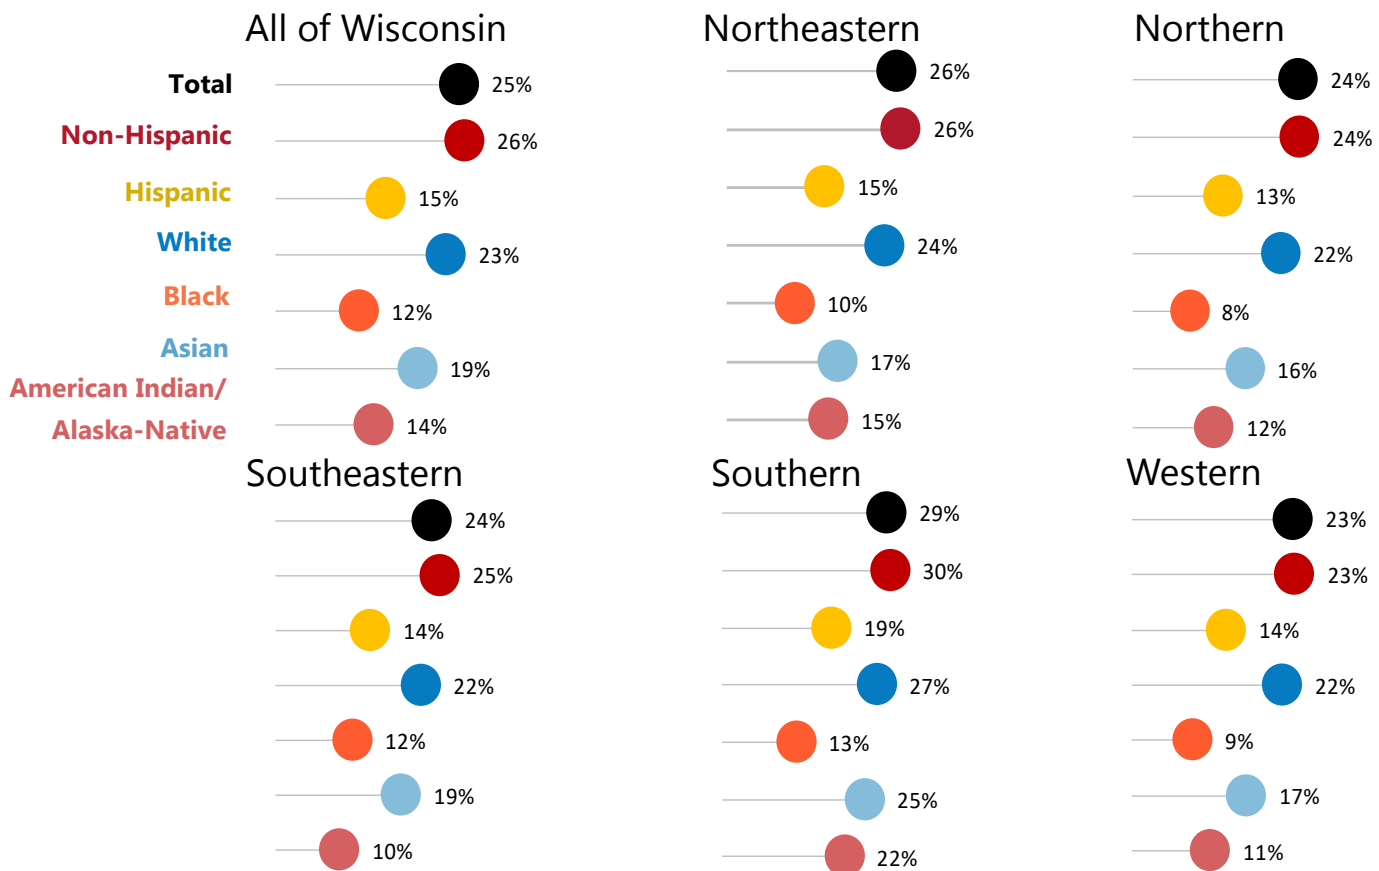 All of Wisconsin
Total 25%
Non-Hispanic 26%
Hispanic 15%
White 23%
Black 12%
Asian 19%
American Indian/
Alaska-Native 14%
Northeastern
26%
26%
15%
24%
10%
17%
15%
Northern
24%
24%
13%
22%
8%
16%
12%
Southeastern
24%
25%
14%
22%
12%
19%
10%
Southern
29%
30%
19%
27%
13%
25%
22%
Western
23%
23%
14%
22%
9%
17%
11%